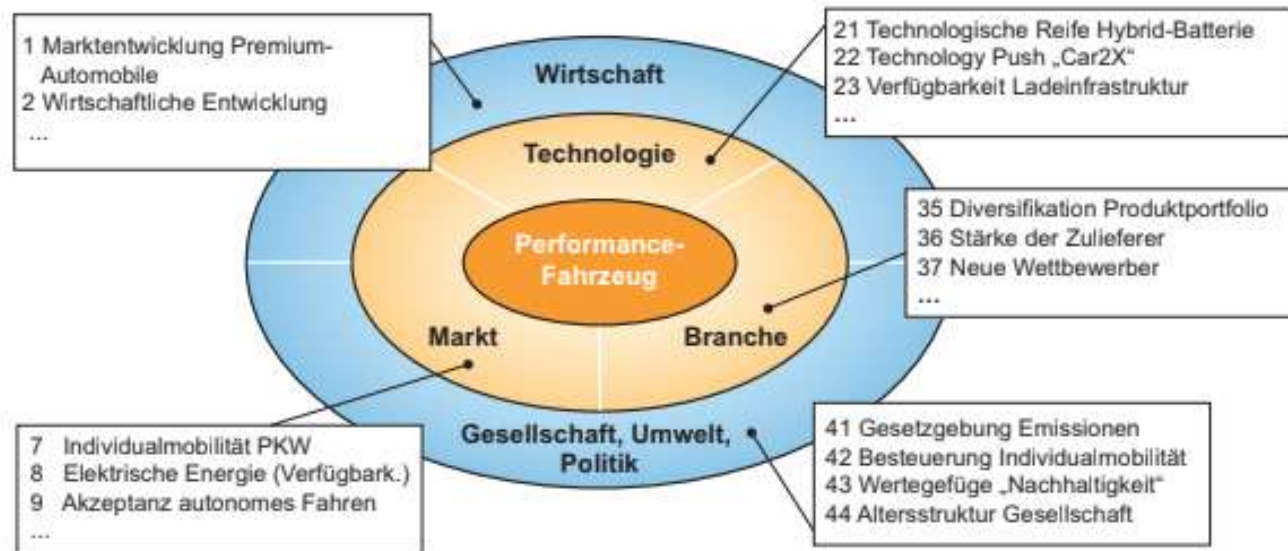 1 Marktentwicklung Premium-
Automobile
2 Wirtschaftliche Entwicklung
...
Wirtschaft
21 Technologische Reife Hybrid-Batterie
22 Technology Push „Car2X“
23 Verfügbarkeit Ladeinfrastruktur
...
Technologie
Performance-
Fahrzeug
35 Diversifikation Produktportfolio
36 Stärke der Zulieferer
37 Neue Wettbewerber
...
Markt
Branche
7 Individualmobilität PKW
8 Elektrische Energie (Verfügbark.)
9 Akzeptanz autonomes Fahren
...
Gesellschaft, Umwelt,
Politik
41 Gesetzgebung Emissionen
42 Besteuerung Individualmobilität
43 Wertegefüge „Nachhaltigkeit“
44 Altersstruktur Gesellschaft